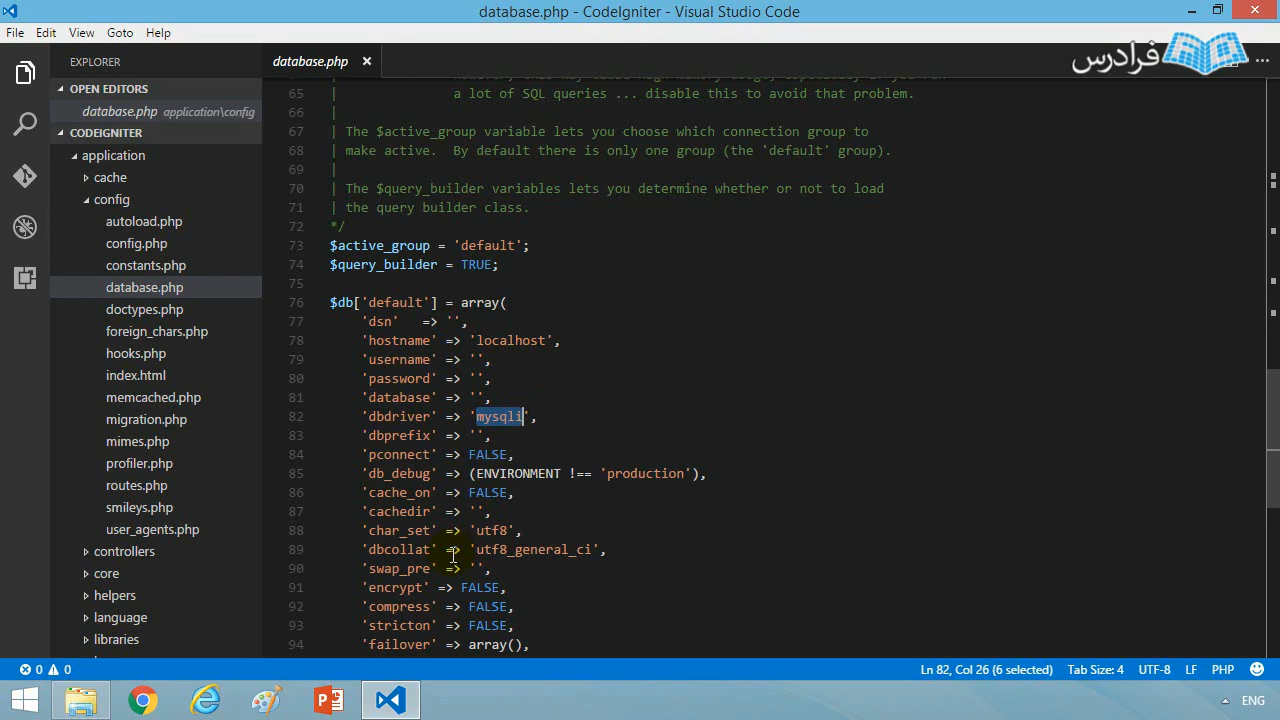 database.php - CodeIgniter - Visual Studio Code
File Edit View Goto Help
فرادرس
EXPLORER
OPEN EDITORS
database.php application\config
CODEIGNITER
application
cache
config
autoload.php
config.php
constants.php
database.php
doctypes.php
foreign_chars.php
hooks.php
index.html
memcached.php
migration.php
mimes.php
profiler.php
routes.php
smileys.php
user_agents.php
controllers
core
helpers
language
libraries
database.php
65 | a lot of SQL queries ... disable this to avoid that problem.
66 |
67 | The $active_group variable lets you choose which connection group to
68 | make active.  By default there is only one group (the 'default' group).
69 |
70 | The $query_builder variables lets you determine whether or not to load
71 | the query builder class.
72 */
73 $active_group = 'default';
74 $query_builder = TRUE;
75
76 $db['default'] = array(
77 'dsn'   => '',
78 'hostname' => 'localhost',
79 'username' => '',
80 'password' => '',
81 'database' => '',
82 'dbdriver' => 'mysqli',
83 'dbprefix' => '',
84 'pconnect' => FALSE,
85 'db_debug' => (ENVIRONMENT !== 'production'),
86 'cache_on' => FALSE,
87 'cachedir' => '',
88 'char_set' => 'utf8',
89 'dbcollat' => 'utf8_general_ci',
90 'swap_pre' => '',
91 'encrypt' => FALSE,
92 'compress' => FALSE,
93 'stricton' => FALSE,
94 'failover' => array(),
0 0
Ln 82, Col 26 (6 selected) Tab Size: 4 UTF-8 LF PHP
ENG